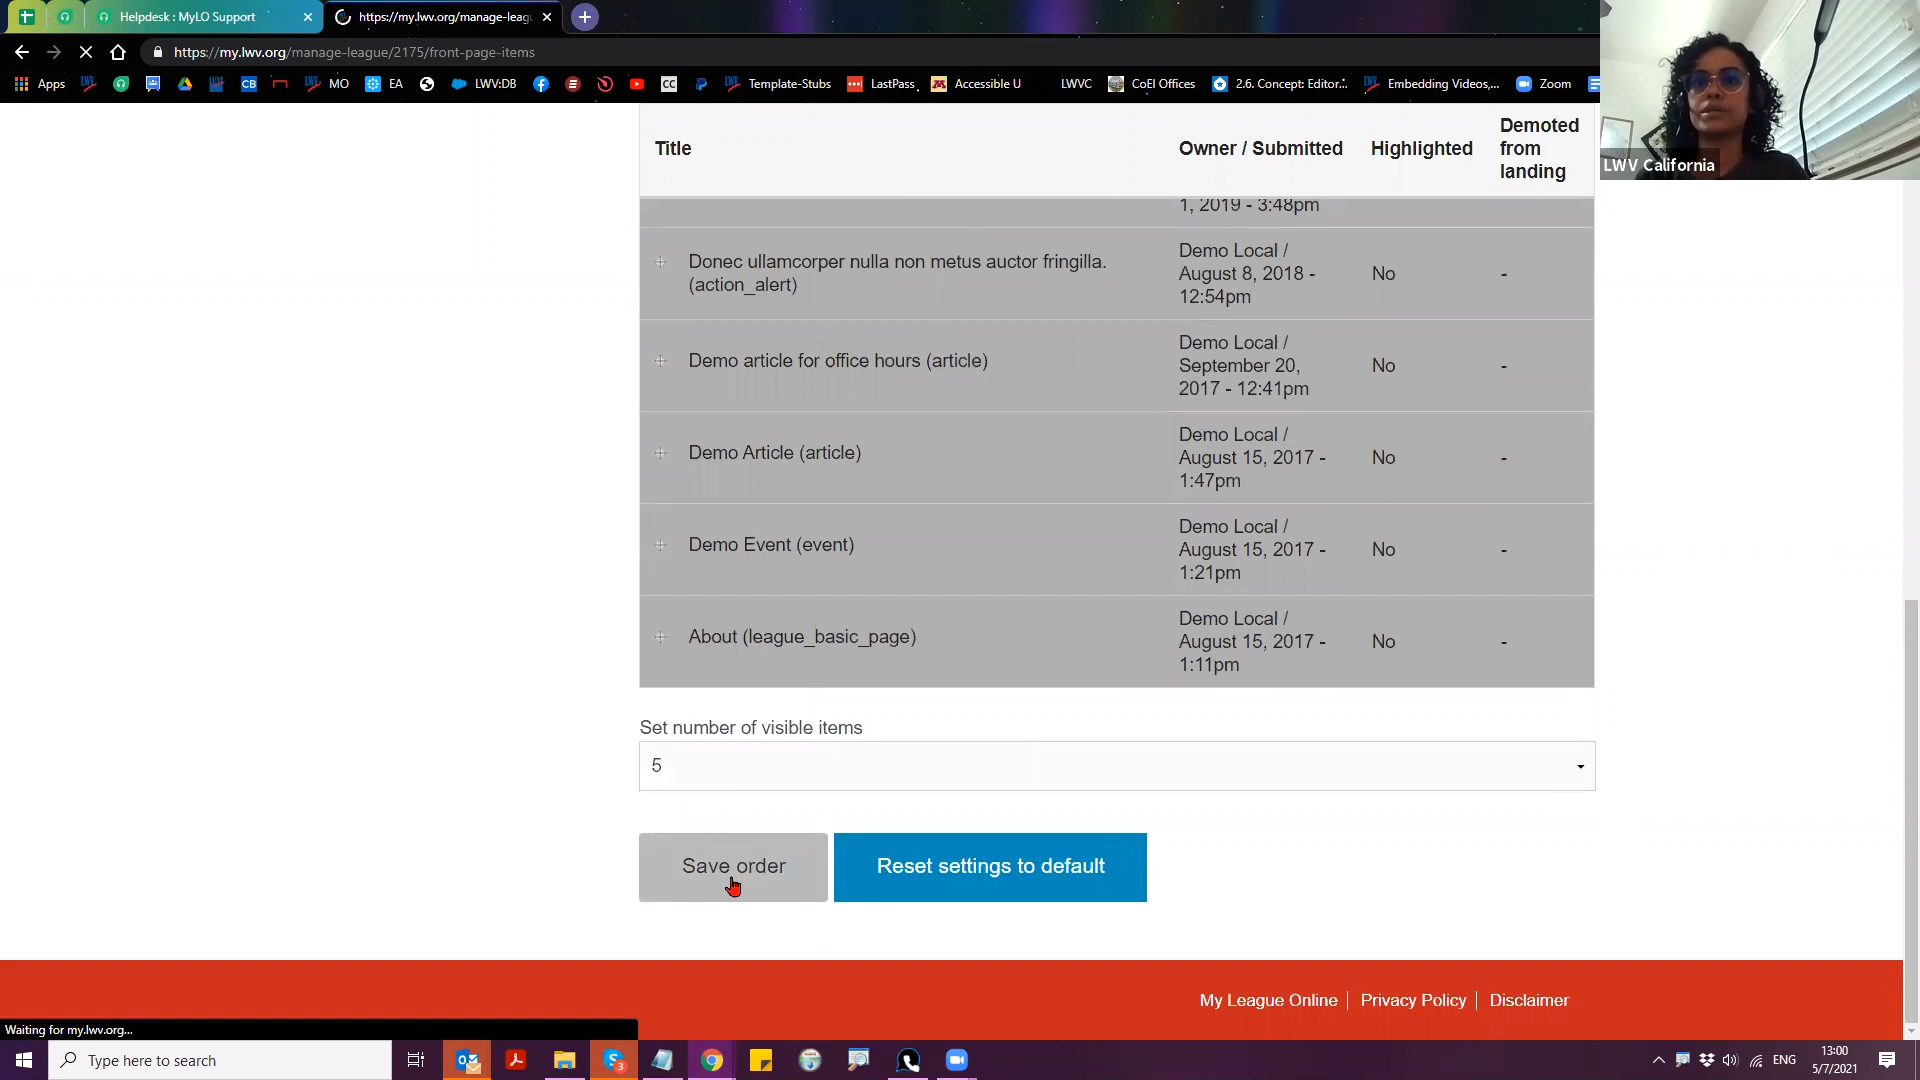 Helpdesk : MyLO Support
https://my.lwv.org/manage-leag
https://my.lwv.org/manage-league/2175/front-page-items
Apps
MO
EA
LWV:DB
CC
Template-Stubs
LastPass
Accessible U
LWVC
CoEI Offices
2.6. Concept: Editor...
Embedding Videos,...
Zoom
LWV California
Title
Owner / Submitted
Highlighted
Demoted
from
landing
1, 2019 - 3:48pm
Donec ullamcorper nulla non metus auctor fringilla.
(action_alert)
Demo Local /
August 8, 2018 -
12:54pm
No
-
Demo article for office hours (article)
Demo Local /
September 20,
2017 - 12:41pm
No
-
Demo Article (article)
Demo Local /
August 15, 2017 -
1:47pm
No
-
Demo Event (event)
Demo Local /
August 15, 2017 -
1:21pm
No
-
About (league_basic_page)
Demo Local /
August 15, 2017 -
1:11pm
No
-
Set number of visible items
5
Save order
Reset settings to default
My League Online
Privacy Policy
Disclaimer
Waiting for my.lwv.org...
Type here to search
ENG
13:00
5/7/2021